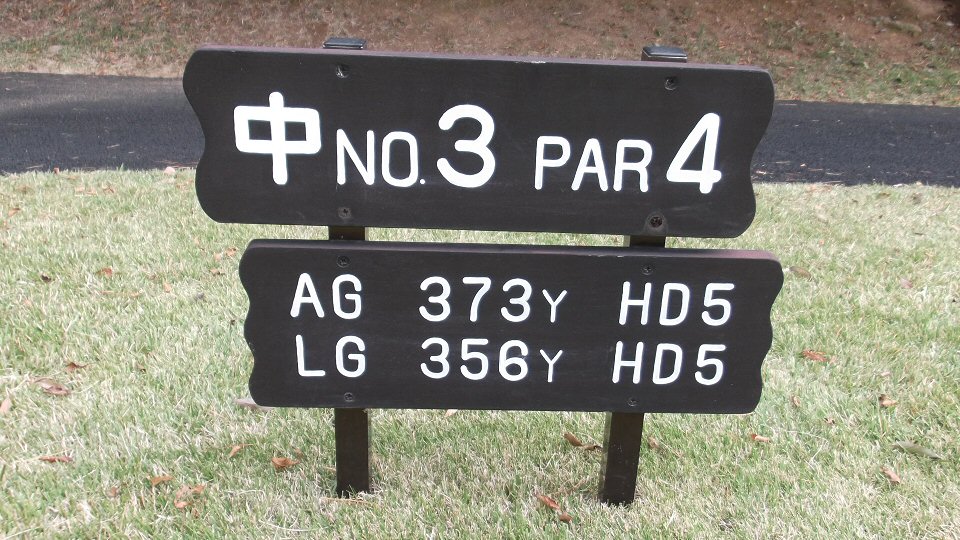 中 NO.3 PAR 4
AG 373Y HD5
LG 356Y HD5